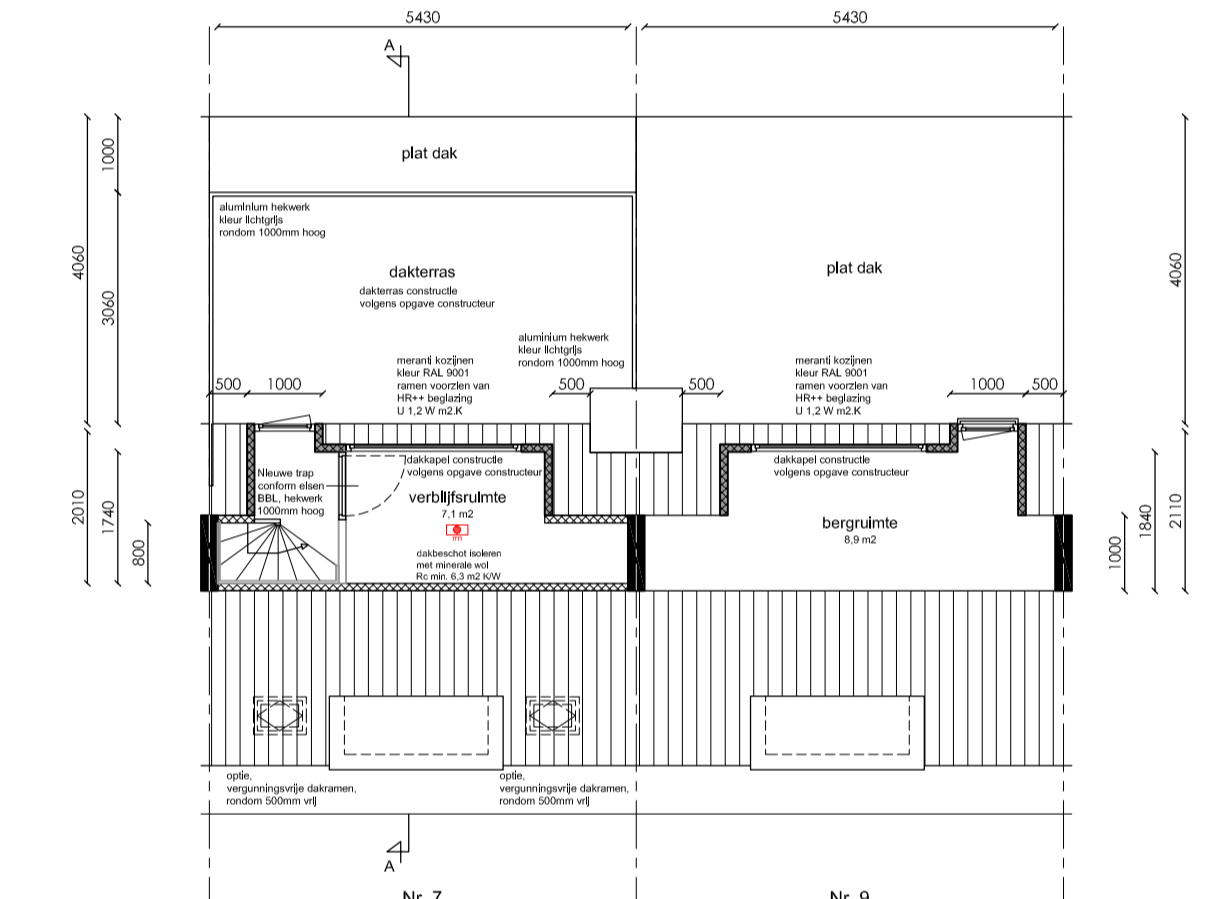 5430
5430
A
1000
plat dak
aluminium hekwerk
kleur lichtgrijs
rondom 1000mm hoog
4060
3060
dakterras
dakterras constructie
volgens opgave constructeur
plat dak
4060
aluminium hekwerk
kleur lichtgrijs
rondom 1000mm hoog
meranti kozijnen
kleur RAL 9001
ramen voorzien van
HR++ beglazing
U 1,2 W m2.K
meranti kozijnen
kleur RAL 9001
ramen voorzien van
HR++ beglazing
U 1,2 W m2.K
500
1000
500
500
1000
500
dakkapel constructie
volgens opgave constructeur
dakkapel constructie
volgens opgave constructeur
Nieuwe trap
conform eisen
BBL, hekwerk
1000mm hoog
verblijfsruimte
7,1 m2
bergruimte
8,9 m2
2010
1740
800
1000
1840
2110
dakbeschot isoleren
met minerale wol
Rc min. 6,3 m2 K/W
optie,
vergunningsvrije dakramen,
rondom 500mm vrij
optie,
vergunningsvrije dakramen,
rondom 500mm vrij
A
Nr. 7
Nr. 9